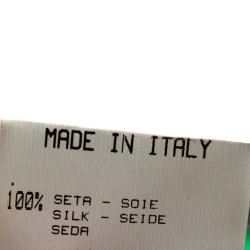 MADE IN ITALY
100% SETA - SOIE
SILK - SEIDE
SEDA